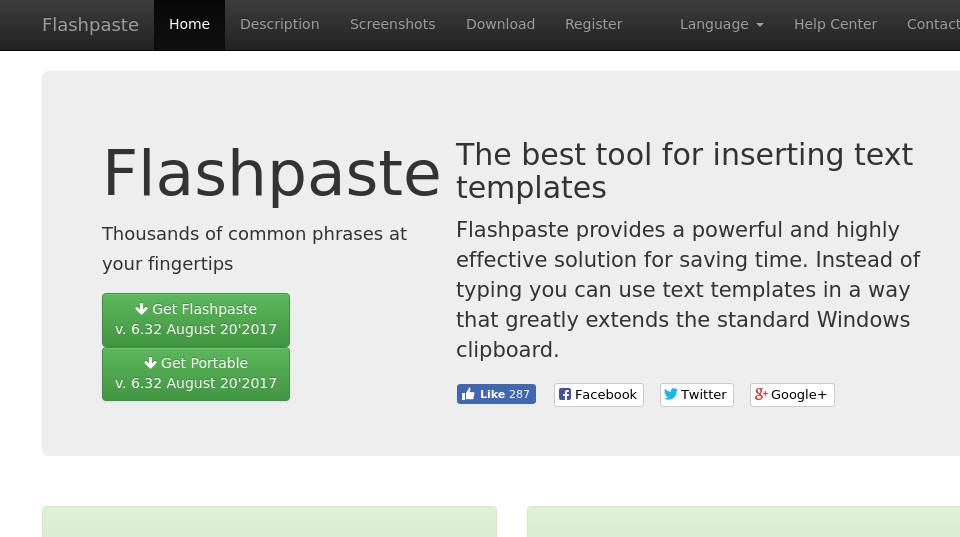 Flashpaste Home Description Screenshots Download Register Language Help Center Contact
Flashpaste
Thousands of common phrases at
your fingertips
Get Flashpaste
v. 6.32 August 20'2017
Get Portable
v. 6.32 August 20'2017
The best tool for inserting text
templates
Flashpaste provides a powerful and highly
effective solution for saving time. Instead of
typing you can use text templates in a way
that greatly extends the standard Windows
clipboard.
Like 287 Facebook Twitter Google+